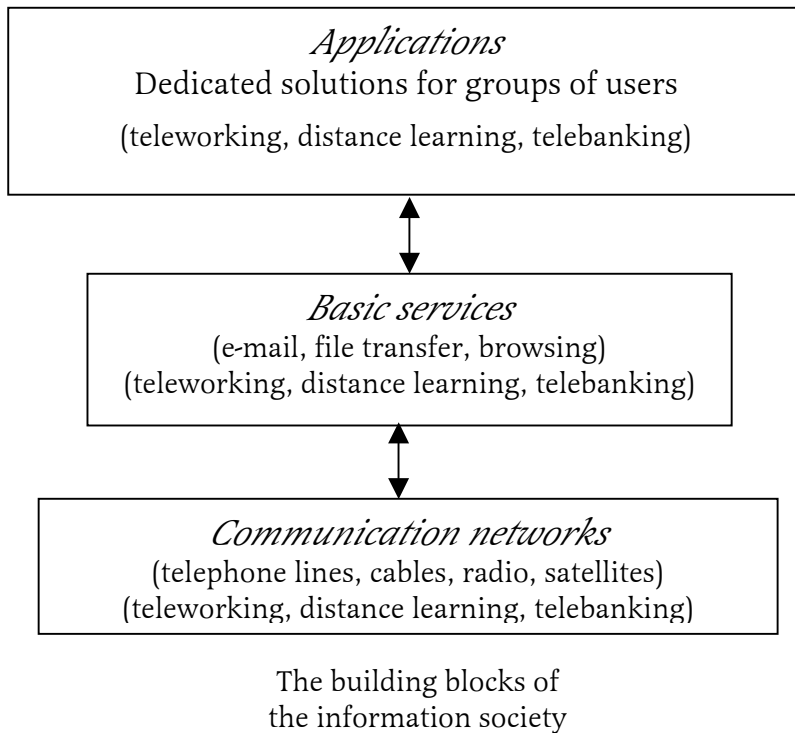 Applications
Dedicated solutions for groups of users
(teleworking, distance learning, telebanking)
Basic services
(e-mail, file transfer, browsing)
(teleworking, distance learning, telebanking)
Communication networks
(telephone lines, cables, radio, satellites)
(teleworking, distance learning, telebanking)
The building blocks of
the information society